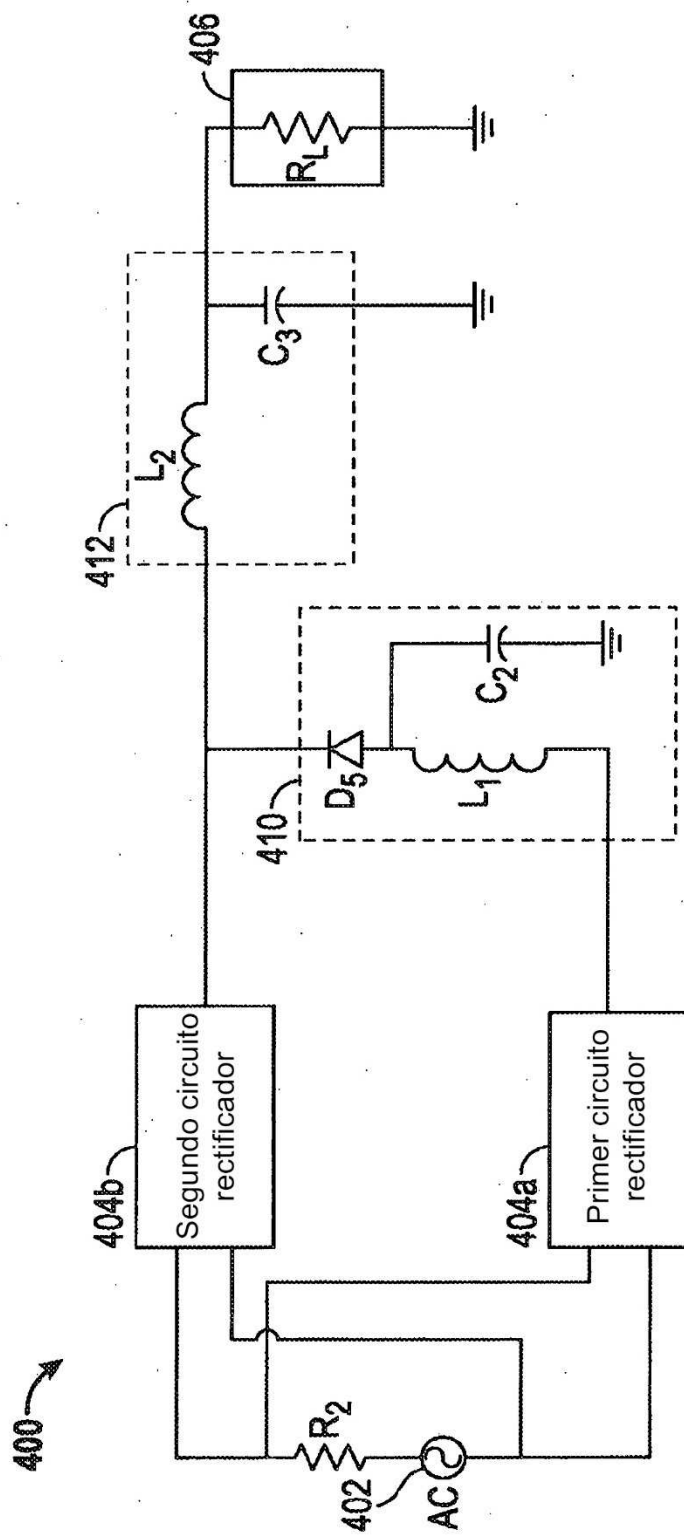 400
402
AC
R2
404b
Segundo circuito
rectificador
404a
Primer circuito
rectificador
410
D5
L1
C2
412
L2
C3
406
RL